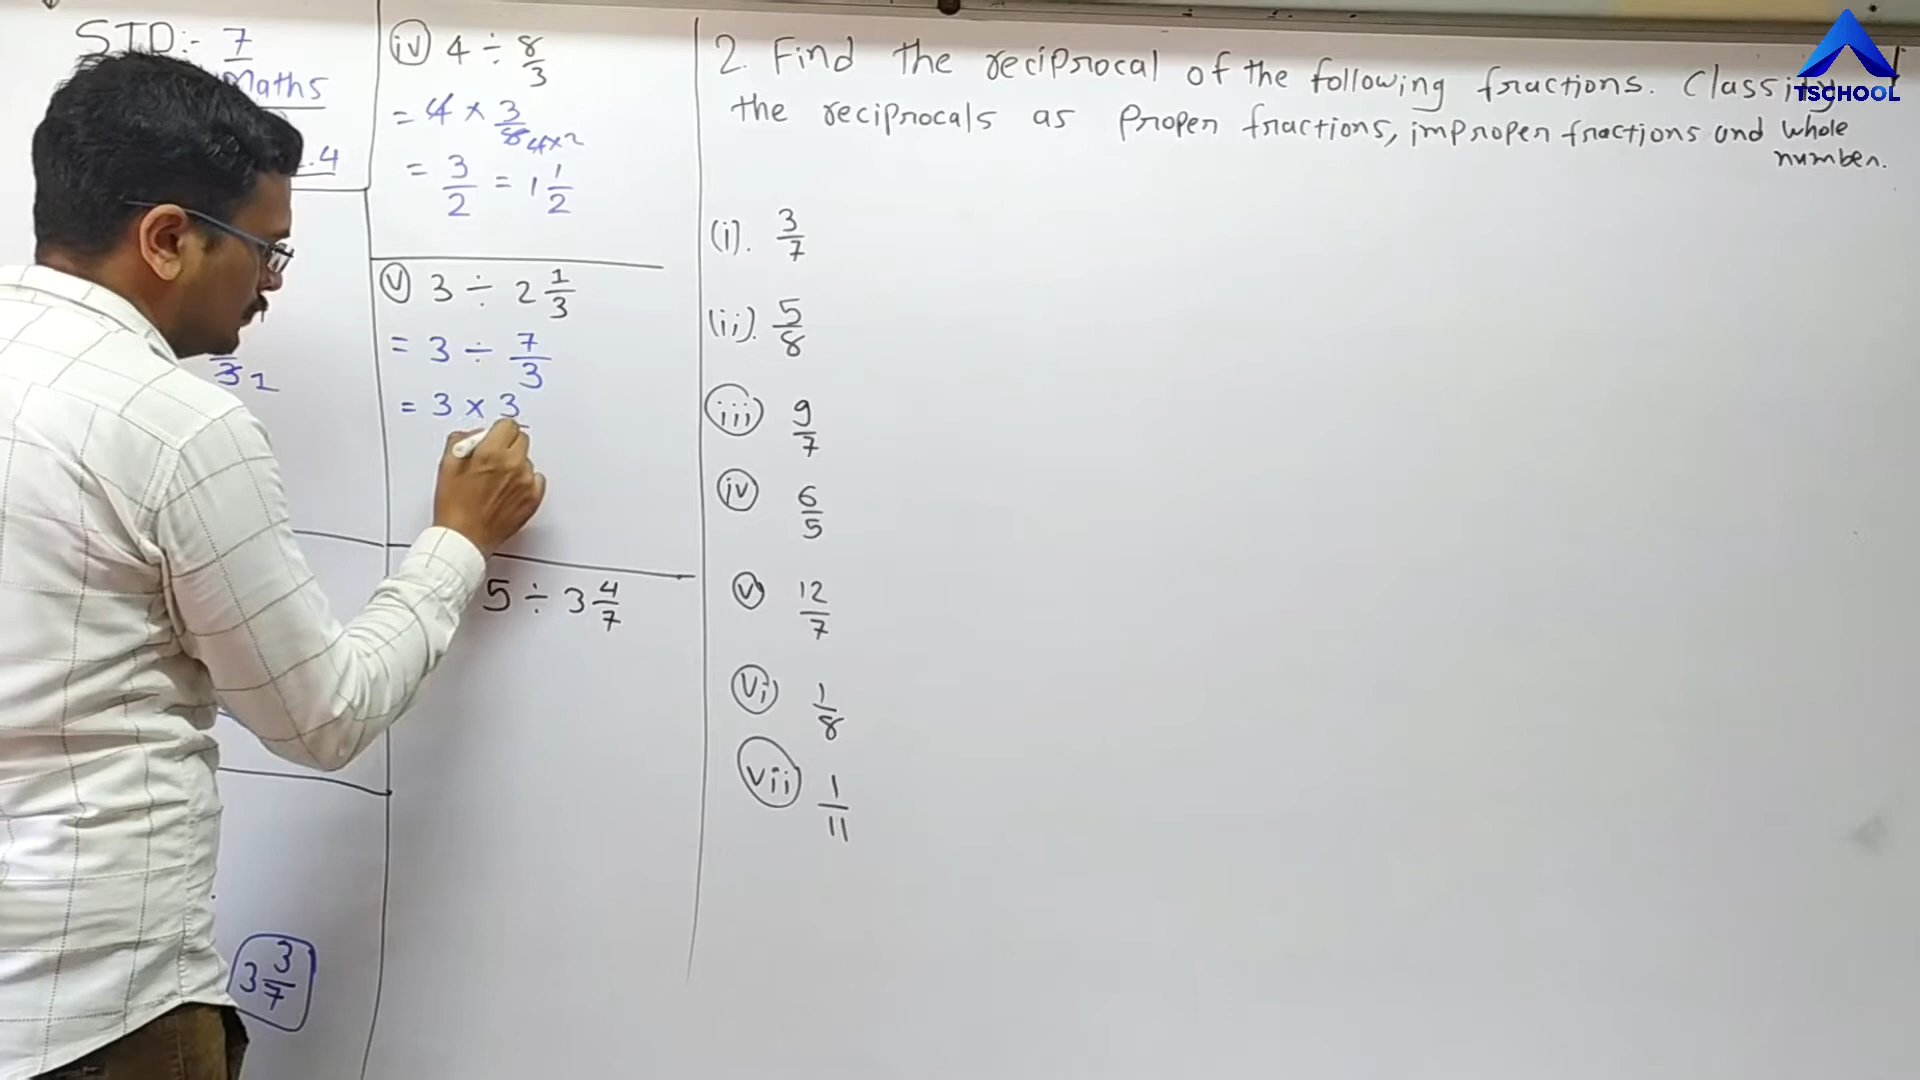 STD:- 7
Maths
.4
3 1
3 3/7
(iv) 4 ÷ 8/3
= 4 × 3/8 4×2
= 3/2 = 1 1/2
(v) 3 ÷ 2 1/3
= 3 ÷ 7/3
= 3 × 3
5 ÷ 3 4/7
2. Find the reciprocal of the following fractions. Classify
the reciprocals as proper fractions, improper fractions and whole
number.
(i). 3/7
(ii). 5/8
(iii) 9/7
(iv) 6/5
(v) 12/7
(vi) 1/8
(vii) 1/11
TSCHOOL